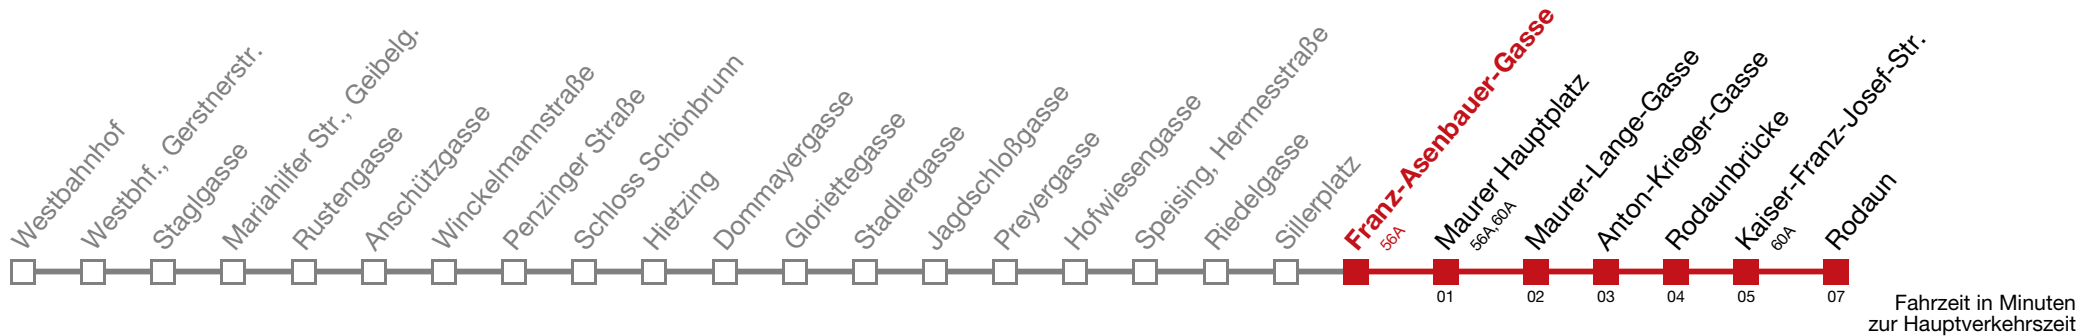 Westbahnhof
Westbhf., Gerstnerstr.
Staglgasse
Mariahilfer Str., Geibelg.
Rustengasse
Anschützgasse
Winckelmannstraße
Penzinger Straße
Schloss Schönbrunn
Hietzing
Dommayergasse
Gloriettegasse
Stadlergasse
Jagdschloßgasse
Preyergasse
Hofwiesengasse
Speising, Hermesstraße
Riedelgasse
Sillerplatz
Franz-Asenbauer-Gasse
56A
Maurer Hauptplatz
56A,60A
Maurer-Lange-Gasse
Anton-Krieger-Gasse
Rodaunbrücke
Kaiser-Franz-Josef-Str.
60A
Rodaun
01 02 03 04 05 07
Fahrzeit in Minuten
zur Hauptverkehrszeit